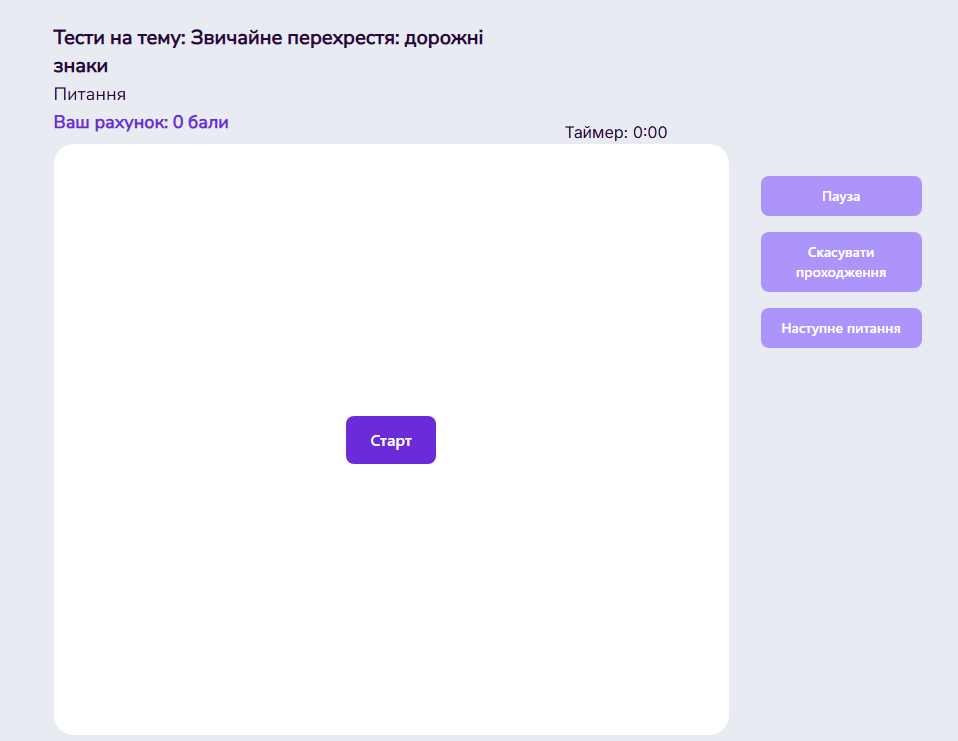 Тести на тему: Звичайне перехрестя: дорожні
знаки
Питання
Ваш рахунок: 0 бали
Таймер: 0:00
Пауза
Скасувати
проходження
Наступне питання
Старт